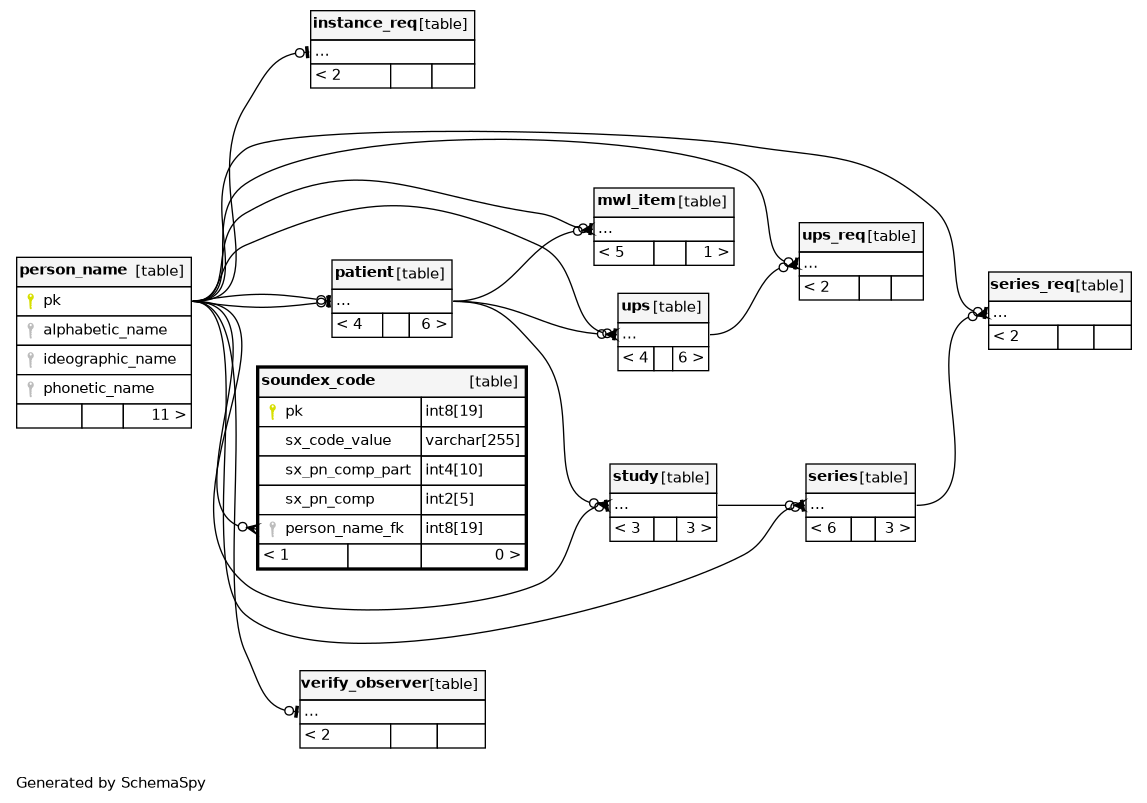 instance_req [table]
...
< 2
mwl_item [table]
...
< 5 1 >
ups_req [table]
...
< 2
person_name [table]
pk
alphabetic_name
ideographic_name
phonetic_name
11 >
patient [table]
...
< 4 6 >
series_req [table]
...
< 2
ups [table]
...
< 4 6 >
soundex_code [table]
pk int8[19]
sx_code_value varchar[255]
sx_pn_comp_part int4[10]
sx_pn_comp int2[5]
person_name_fk int8[19]
< 1 0 >
study [table]
...
< 3 3 >
series [table]
...
< 6 3 >
verify_observer [table]
...
< 2
Generated by SchemaSpy